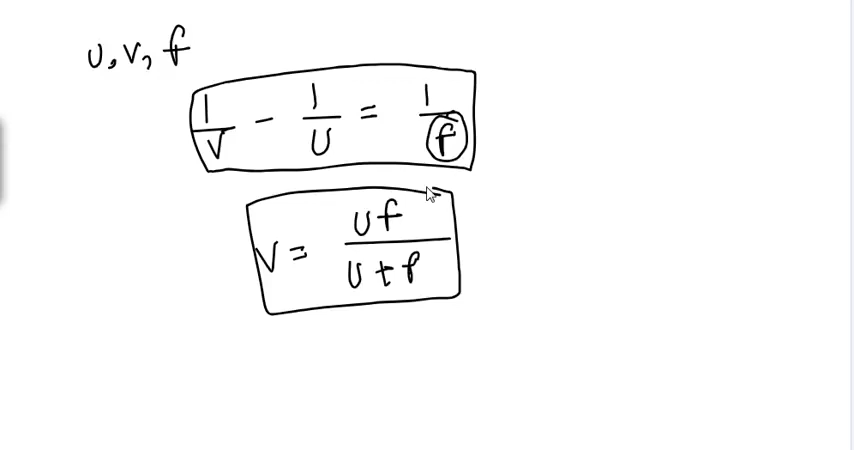 u, v, f
1/v - 1/u = 1/f
v = uf/u+f